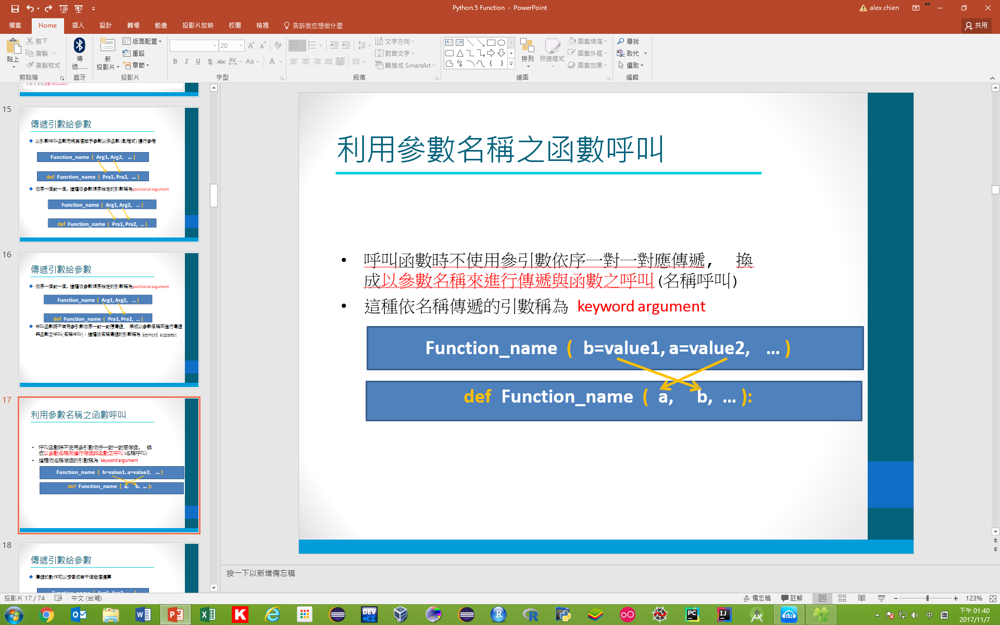 Python.5 Function - PowerPoint
alex chien
檔案
Home
插入
設計
轉場
動畫
投影片放映
校閱
檢視
告訴我您想做什麼
共用
貼上
剪下
複製
複製格式
剪貼簿
傳
送......
藍牙
新
投影片
版面配置
重設
章節
投影片
20
B I U S abc AV Aa A
字型
文字方向
對齊文字
轉換成 SmartArt
段落
排列
快速樣式
圖案填滿
圖案外框
圖案效果
繪圖
尋找
取代
選取
編輯
15
傳遞引數給參數
以引數呼叫函數而將其值賦予參數以供函數(副程式)運行參考
Function_name ( Arg1, Arg2, ... )
def Function_name ( Pra1, Pra2, ... )
依序一個對一個，這種依參數順序給定的引數稱為positional argument
Function_name ( Arg1, Arg2, ... )
def Function_name ( Pra1, Pra2, ... )
16
傳遞引數給參數
依序一個對一個，這種依參數順序給定的引數稱為positional argument
Function_name ( Arg1, Arg2, ... )
def Function_name ( Pra1, Pra2, ... )
呼叫函數時不使用參引數依序一對一對應傳遞， 換成以參數名稱來進行傳遞
與函數之呼叫(名稱呼叫)，這種依名稱傳遞的引數稱為 keyword argument
17
利用參數名稱之函數呼叫
呼叫函數時不使用參引數依序一對一對應傳遞， 換
成以參數名稱來進行傳遞與函數之呼叫(名稱呼叫)
這種依名稱傳遞的引數稱為 keyword argument
Function_name ( b=value1, a=value2, ... )
def Function_name ( a, b, ... ):
18
傳遞引數給參數
傳遞的動作可以想像成若干個賦值運算
利用參數名稱之函數呼叫
• 呼叫函數時不使用參引數依序一對一對應傳遞， 換
成以參數名稱來進行傳遞與函數之呼叫(名稱呼叫)
• 這種依名稱傳遞的引數稱為 keyword argument
Function_name ( b=value1, a=value2, ... )
def Function_name ( a, b, ... ):
按一下以新增備忘稿
投影片 17 / 74
中文 (台灣)
備忘稿
註解
123%
下午 01:40
2017/11/7